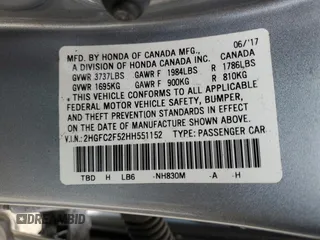 06/'17
MFD. BY HONDA OF CANADA MFG.,
A DIVISION OF HONDA CANADA INC. CANADA
GVWR 3737LBS GAWR F 1984LBS R 1786LBS
GVWR 1695KG GAWR F 900KG R 810KG
★THIS VEHICLE CONFORMS TO ALL APPLICABLE
FEDERAL MOTOR VEHICLE SAFETY, BUMPER,
AND THEFT PREVENTION STANDARDS IN EFFECT
ON THE DATE OF MANUFACTURE SHOWN ABOVE.
V.I.N.: 2HGFC2F52HH551152 TYPE: PASSENGER CAR
TBD H LB6 -NH830M -A -H